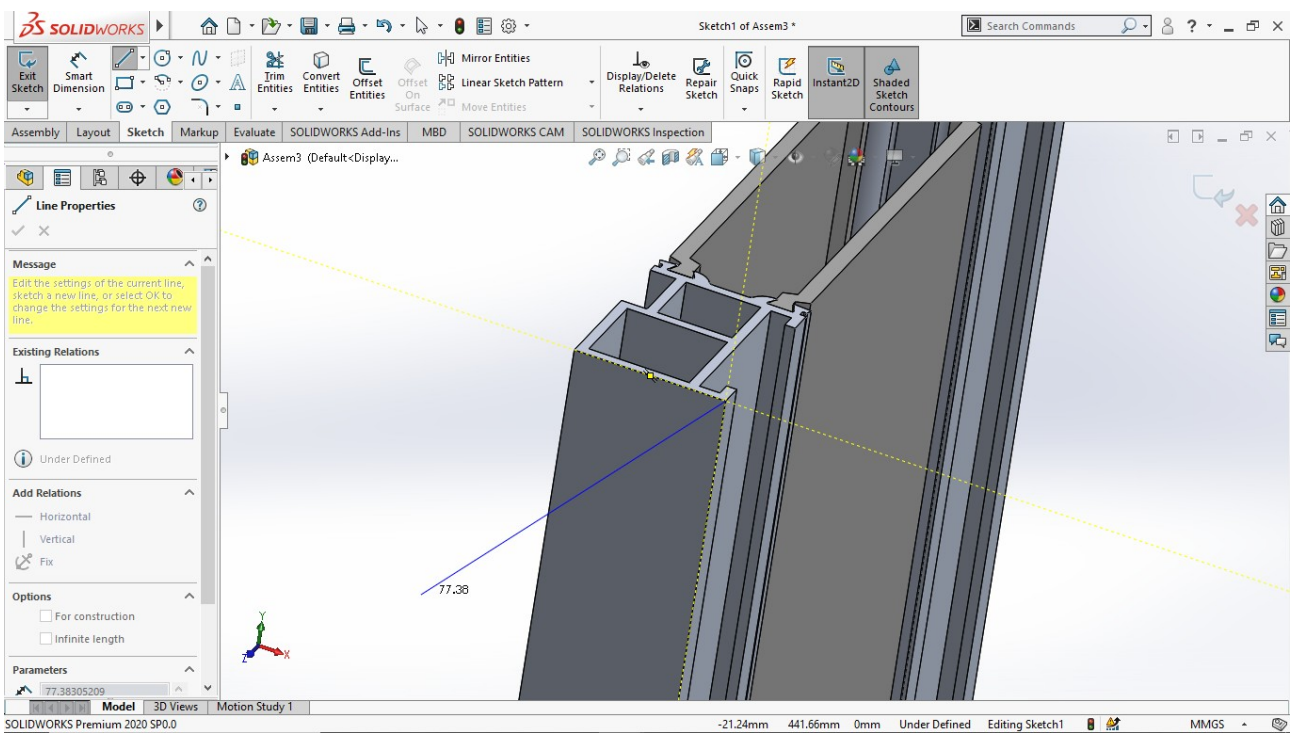 SOLIDWORKS
Sketch1 of Assem3 *
Search Commands
?
Exit Sketch
Smart Dimension
Trim Entities
Convert Entities
Offset Entities
Offset On Surface
Mirror Entities
Linear Sketch Pattern
Move Entities
Display/Delete Relations
Repair Sketch
Quick Snaps
Rapid Sketch
Instant2D
Shaded Sketch Contours
Assembly Layout Sketch Markup Evaluate SOLIDWORKS Add-Ins MBD SOLIDWORKS CAM SOLIDWORKS Inspection
Assem3 (Default<Display...
Line Properties
Message
Edit the settings of the current line,
sketch a new line, or select OK to
change the settings for the next new
line.
Existing Relations
Under Defined
Add Relations
Horizontal
Vertical
Fix
Options
For construction
Infinite length
Parameters
77.38305209
77.38
Y
X
Z
Model 3D Views Motion Study 1
SOLIDWORKS Premium 2020 SP0.0 -21.24mm 441.66mm 0mm Under Defined Editing Sketch1 MMGS